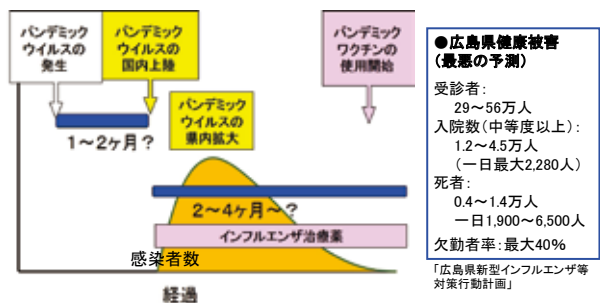 パンデミック
ウイルスの
発生
パンデミック
ウイルスの
国内上陸
パンデミック
ワクチンの
使用開始
パンデミック
ウイルスの
県内拡大
1～2ヶ月？
2～4ヶ月～？
インフルエンザ治療薬
感染者数
経過
●広島県健康被害
(最悪の予測)
受診者：
29～56万人
入院数(中等度以上)：
1.2～4.5万人
(一日最大2,280人)
死者：
0.4～1.4万人
一日1,900～6,500人
欠勤者率：最大40%
「広島県新型インフルエンザ等
対策行動計画」